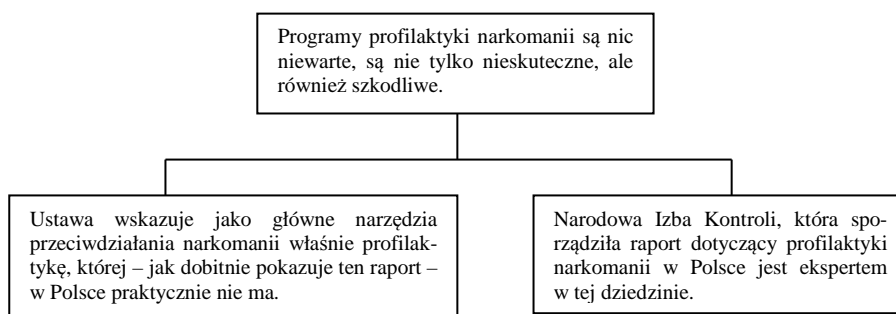 Programy profilaktyki narkomanii są nic
niewarte, są nie tylko nieskuteczne, ale
również szkodliwe.
Ustawa wskazuje jako główne narzędzia
przeciwdziałania narkomanii właśnie profilak-
tykę, której – jak dobitnie pokazuje ten raport –
w Polsce praktycznie nie ma.
Narodowa Izba Kontroli, która spo-
rządziła raport dotyczący profilaktyki
narkomanii w Polsce jest ekspertem
w tej dziedzinie.